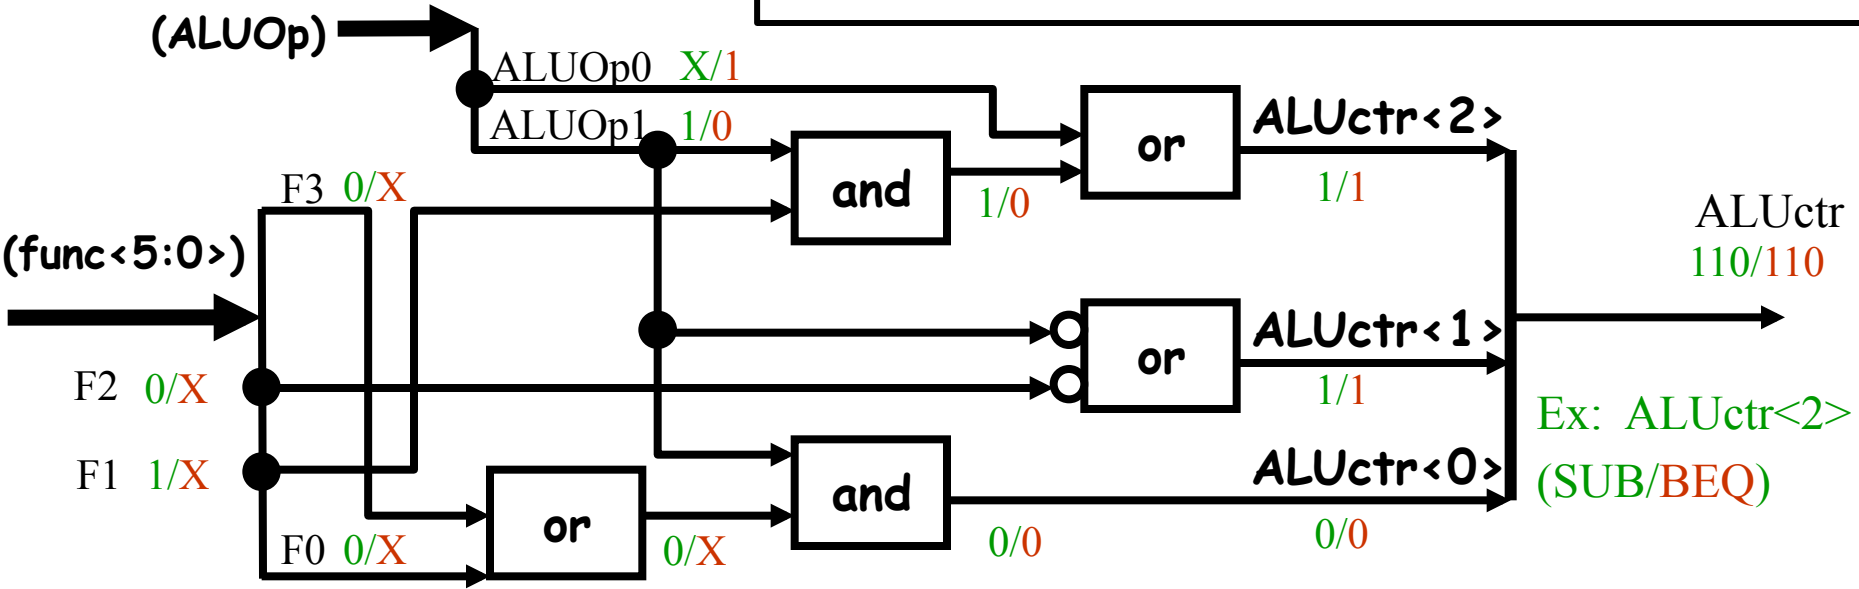 (ALUOp)
ALUOp0 X/1
ALUOp1 1/0
ALUctr<2>
or
F3 0/X
and
1/0
1/1
ALUctr
110/110
(func<5:0>)
ALUctr<1>
or
F2 0/X
1/1
Ex: ALUctr<2>
(SUB/BEQ)
F1 1/X
ALUctr<0>
and
or
F0 0/X
0/X
0/0
0/0